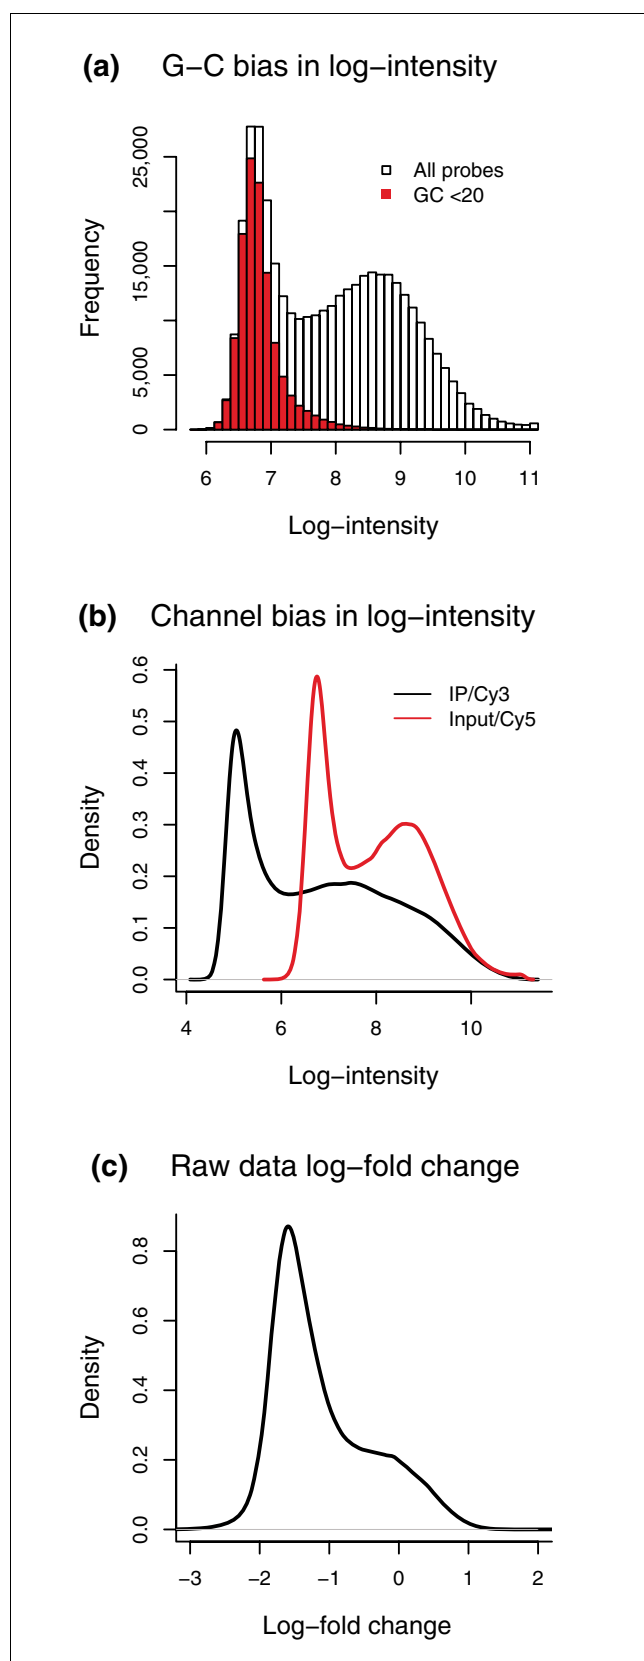 (a) G−C bias in log−intensity
All probes
GC <20
Frequency
25,000
15,000
5,000
0
6 7 8 9 10 11
Log−intensity
(b) Channel bias in log−intensity
IP/Cy3
Input/Cy5
Density
0.6
0.5
0.4
0.3
0.2
0.1
0.0
4 6 8 10
Log−intensity
(c) Raw data log−fold change
Density
0.8
0.6
0.4
0.2
0.0
−3 −2 −1 0 1 2
Log−fold change